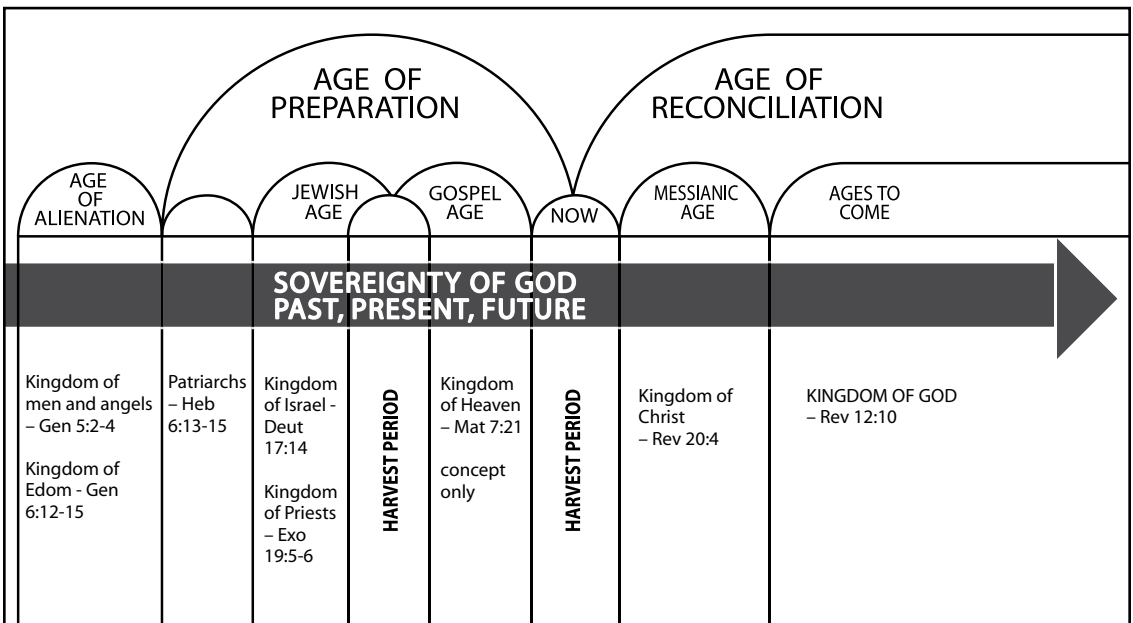 AGE OF
PREPARATION
AGE OF
RECONCILIATION
AGE
OF
ALIENATION
JEWISH
AGE
GOSPEL
AGE
NOW
MESSIANIC
AGE
AGES TO
COME
SOVEREIGNTY OF GOD
PAST, PRESENT, FUTURE
Kingdom of
men and angels
– Gen 5:2-4
Kingdom of
Edom - Gen
6:12-15
Patriarchs
– Heb
6:13-15
Kingdom
of Israel -
Deut
17:14
Kingdom
of Priests
– Exo
19:5-6
HARVEST PERIOD
Kingdom
of Heaven
– Mat 7:21
concept
only
HARVEST PERIOD
Kingdom of
Christ
– Rev 20:4
KINGDOM OF GOD
– Rev 12:10